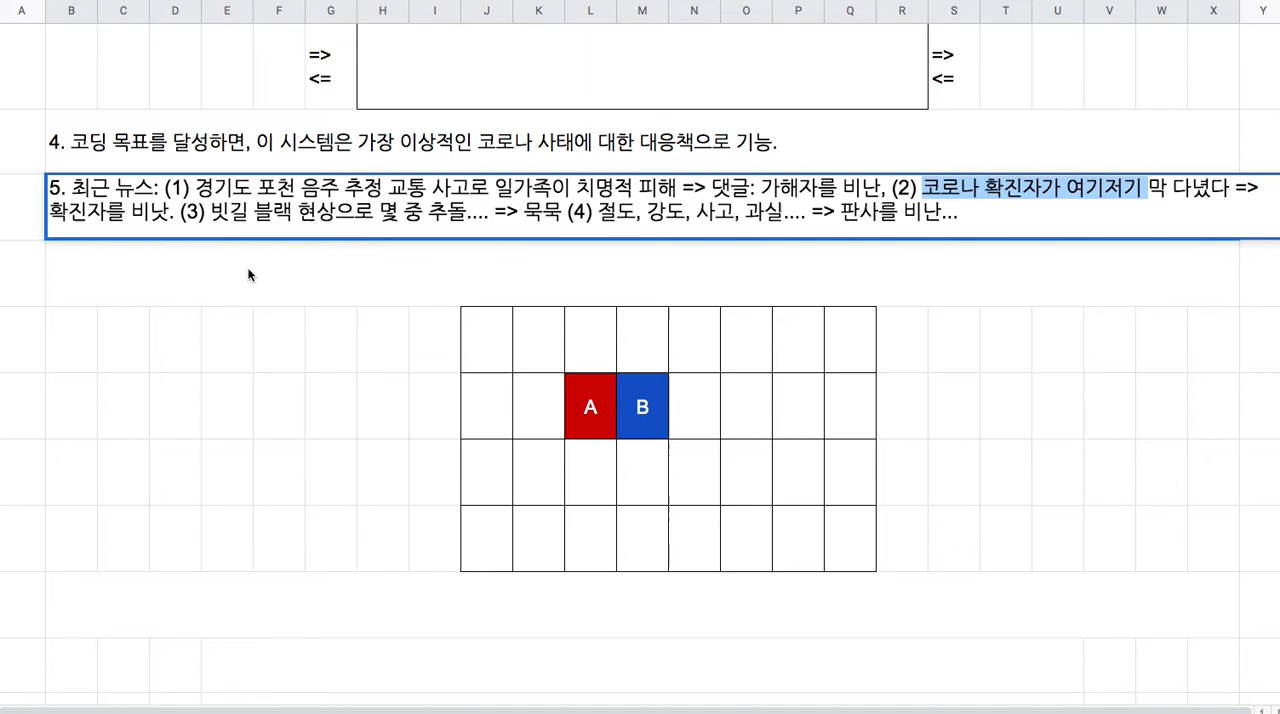 A B C D E F G H I J K L M N O P Q R S T U V W X Y
=> =>
<= <=
4. 코딩 목표를 달성하면, 이 시스템은 가장 이상적인 코로나 사태에 대한 대응책으로 기능.
5. 최근 뉴스: (1) 경기도 포천 음주 추정 교통 사고로 일가족이 치명적 피해 => 댓글: 가해자를 비난, (2) 코로나 확진자가 여기저기 막 다녔다 =>
확진자를 비낫. (3) 빗길 블랙 현상으로 몇 중 추돌.... => 묵묵 (4) 절도, 강도, 사고, 과실.... => 판사를 비난...
A B